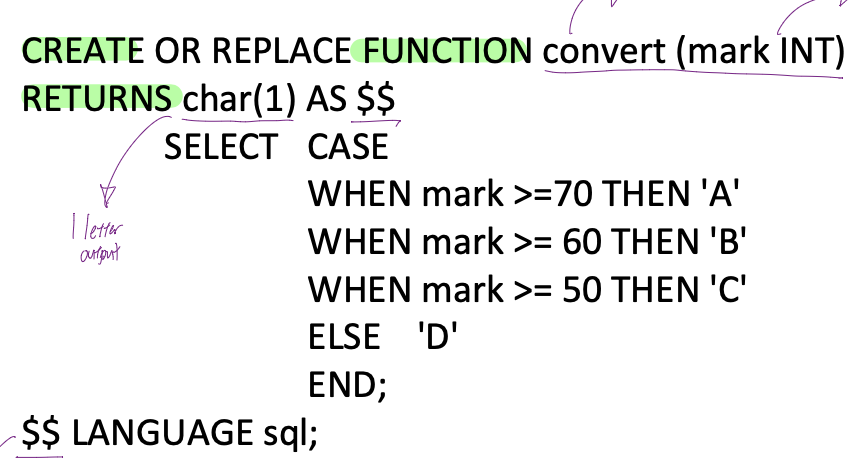 CREATE OR REPLACE FUNCTION convert (mark INT)
RETURNS char(1) AS $$
SELECT CASE
WHEN mark >=70 THEN 'A'
WHEN mark >= 60 THEN 'B'
1 letter
output
WHEN mark >= 50 THEN 'C'
ELSE 'D'
END;
$$ LANGUAGE sql;